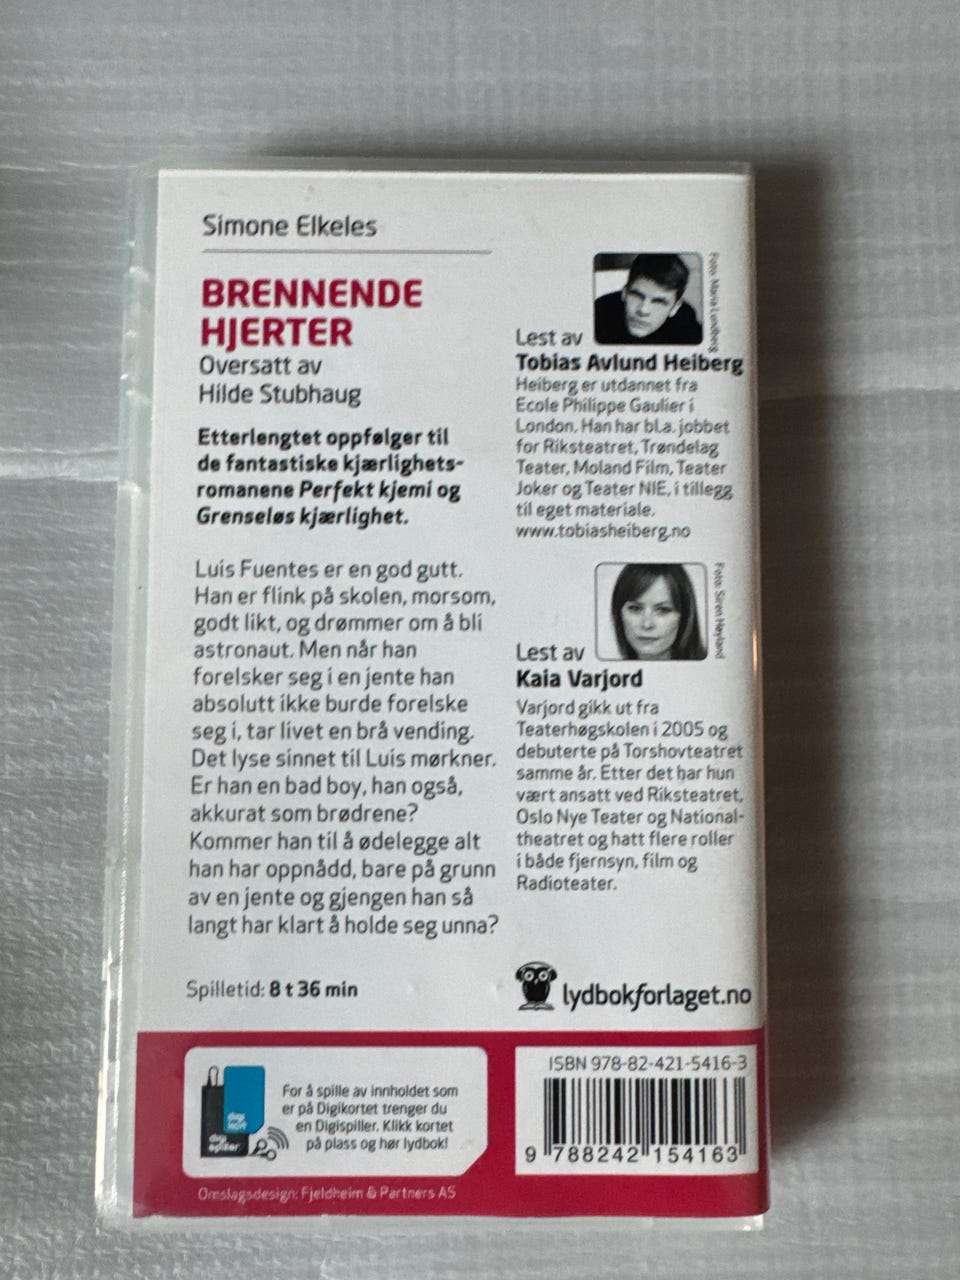 Simone Elkeles
BRENNENDE
HJERTER
Oversatt av
Hilde Stubhaug
Etterlengtet oppfølger til
de fantastiske kjærlighets-
romanene Perfekt kjemi og
Grenseløs kjærlighet.
Luis Fuentes er en god gutt.
Han er flink på skolen, morsom,
godt likt, og drømmer om å bli
astronaut. Men når han
forelsker seg i en jente han
absolutt ikke burde forelske
seg i, tar livet en brå vending.
Det lyse sinnet til Luis mørkner.
Er han en bad boy, han også,
akkurat som brødrene?
Kommer han til å ødelegge alt
han har oppnådd, bare på grunn
av en jente og gjengen han så
langt har klart å holde seg unna?
Spilletid: 8 t 36 min
Foto: Maria Lundberg
Lest av
Tobias Avlund Heiberg
Heiberg er utdannet fra
Ecole Philippe Gaulier i
London. Han har bl.a. jobbet
for Riksteatret, Trøndelag
Teater, Moland Film, Teater
Joker og Teater NIE, i tillegg
til eget materiale.
www.tobiasheiberg.no
Foto: Siren Høyland
Lest av
Kaia Varjord
Varjord gikk ut fra
Teaterhøgskolen i 2005 og
debuterte på Torshovteatret
samme år. Etter det har hun
vært ansatt ved Riksteatret,
Oslo Nye Teater og National-
theatret og hatt flere roller
i både fjernsyn, film og
Radioteater.
lydbokforlaget.no
digi
kort
digi
spiller
For å spille av innholdet som
er på Digikortet trenger du
en Digispiller. Klikk kortet
på plass og hør lydbok!
Omslagsdesign: Fjeldheim & Partners AS
ISBN 978-82-421-5416-3
9 788242 154163